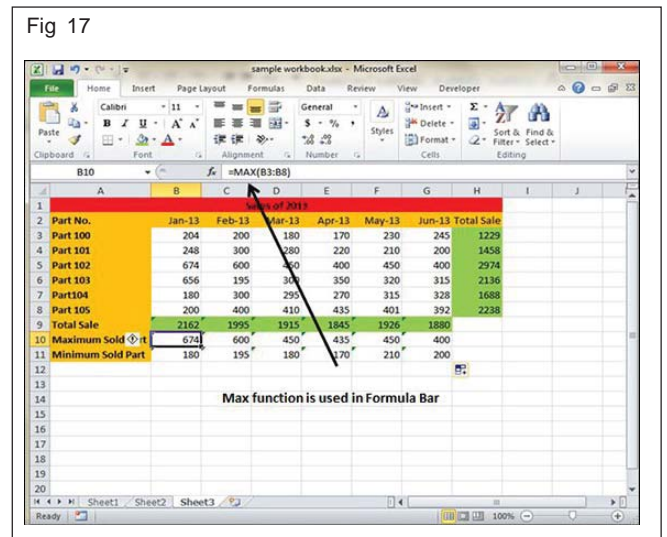 Fig 17
sample workbook.xlsx - Microsoft Excel
File Home Insert Page Layout Formulas Data Review View Developer
Calibri 11 General Insert Σ
Paste B I U A A $ % , Styles Delete Sort & Filter Find & Select
A Format
Clipboard Font Alignment Number Cells Editing
B10 fx =MAX(B3:B8)
A B C D E F G H I J
1 Sales of 2013
2 Part No. Jan-13 Feb-13 Mar-13 Apr-13 May-13 Jun-13 Total Sale
3 Part 100 204 200 180 170 230 245 1229
4 Part 101 248 300 280 220 210 200 1458
5 Part 102 674 600 450 400 450 400 2974
6 Part 103 656 195 300 350 320 315 2136
7 Part104 180 300 295 270 315 328 1688
8 Part 105 200 400 410 435 401 392 2238
9 Total Sale 2162 1995 1915 1845 1926 1880
10 Maximum Sold 674 600 450 435 450 400
11 Minimum Sold Part 180 195 180 170 210 200
12
13
14 Max function is used in Formula Bar
15
16
17
18
19
20
Sheet1 Sheet2 Sheet3
Ready 100%